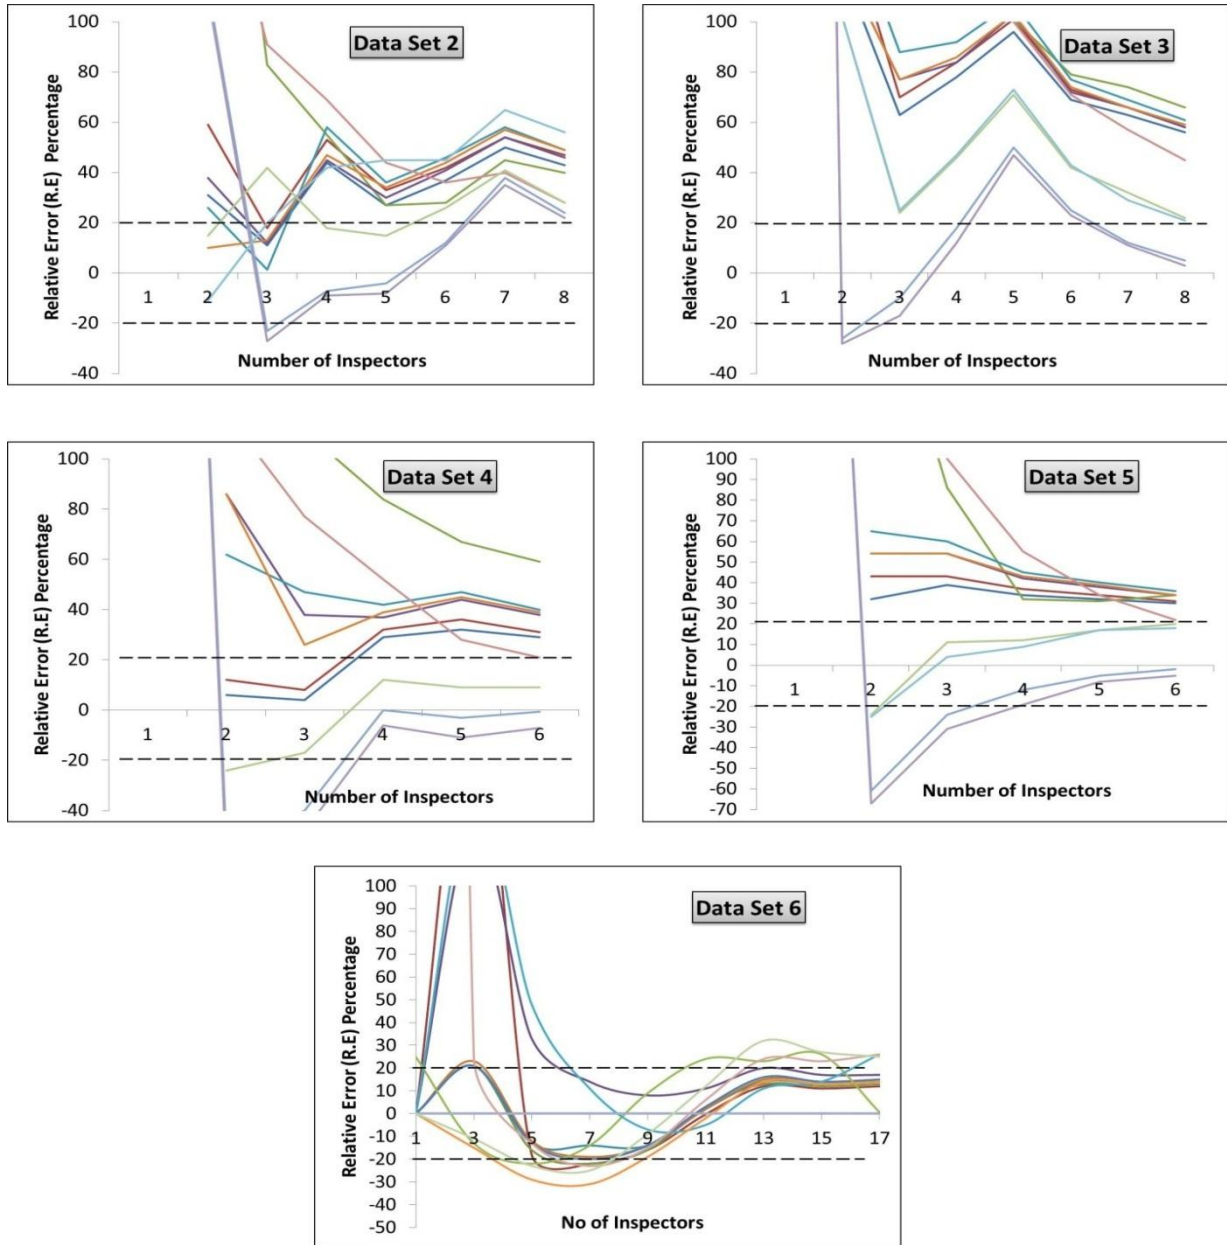 Data Set 2
Relative Error (R.E) Percentage
100
80
60
40
20
0
-20
-40
1 2 3 4 5 6 7 8
Number of Inspectors
Data Set 3
Relative Error (R.E) Percentage
100
80
60
40
20
0
-20
-40
1 2 3 4 5 6 7 8
Number of Inspectors
Data Set 4
Relative Error (R.E) Percentage
100
80
60
40
20
0
-20
-40
1 2 3 4 5 6
Number of Inspectors
Data Set 5
Relative Error (R.E) Percentage
100
90
80
70
60
50
40
30
20
10
0
-10
-20
-30
-40
-50
-60
-70
1 2 3 4 5 6
Number of Inspectors
Data Set 6
Relative Error (R.E) Percentage
100
90
80
70
60
50
40
30
20
10
0
-10
-20
-30
-40
-50
1 3 5 7 9 11 13 15 17
No of Inspectors